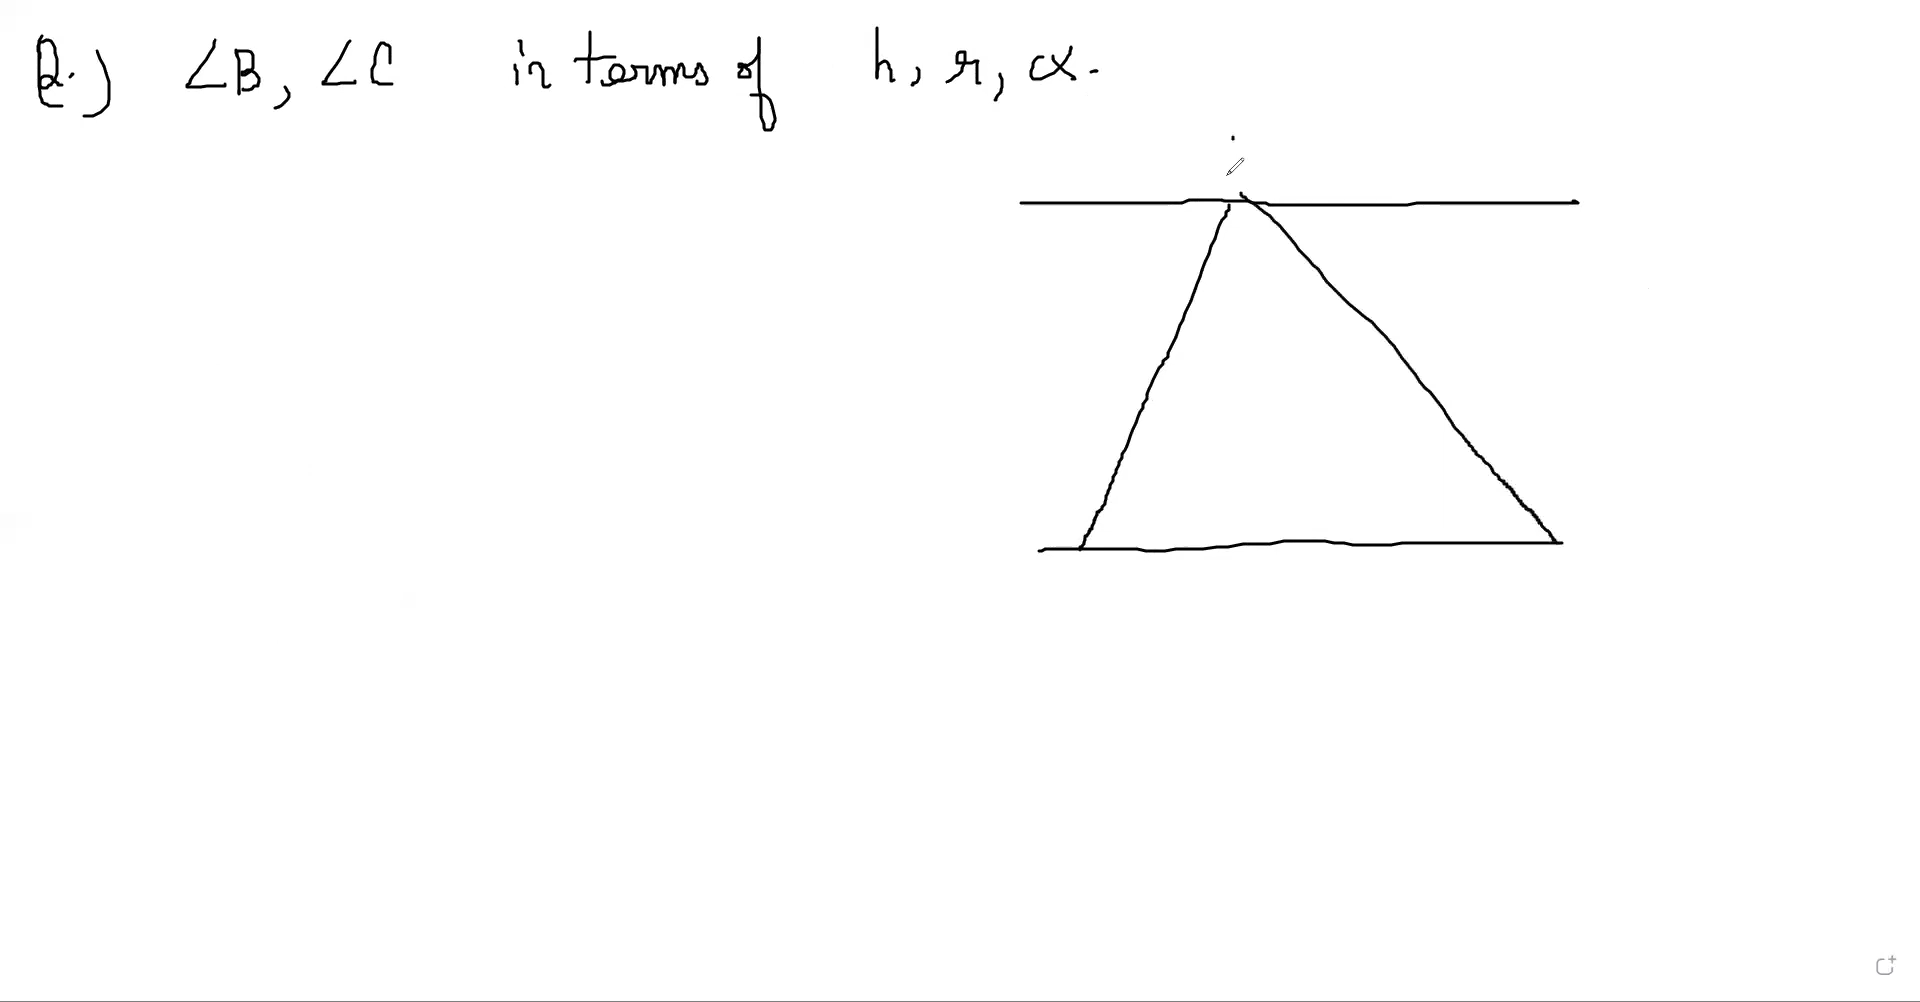 Q.) ∠B, ∠C in terms of h, r, α.